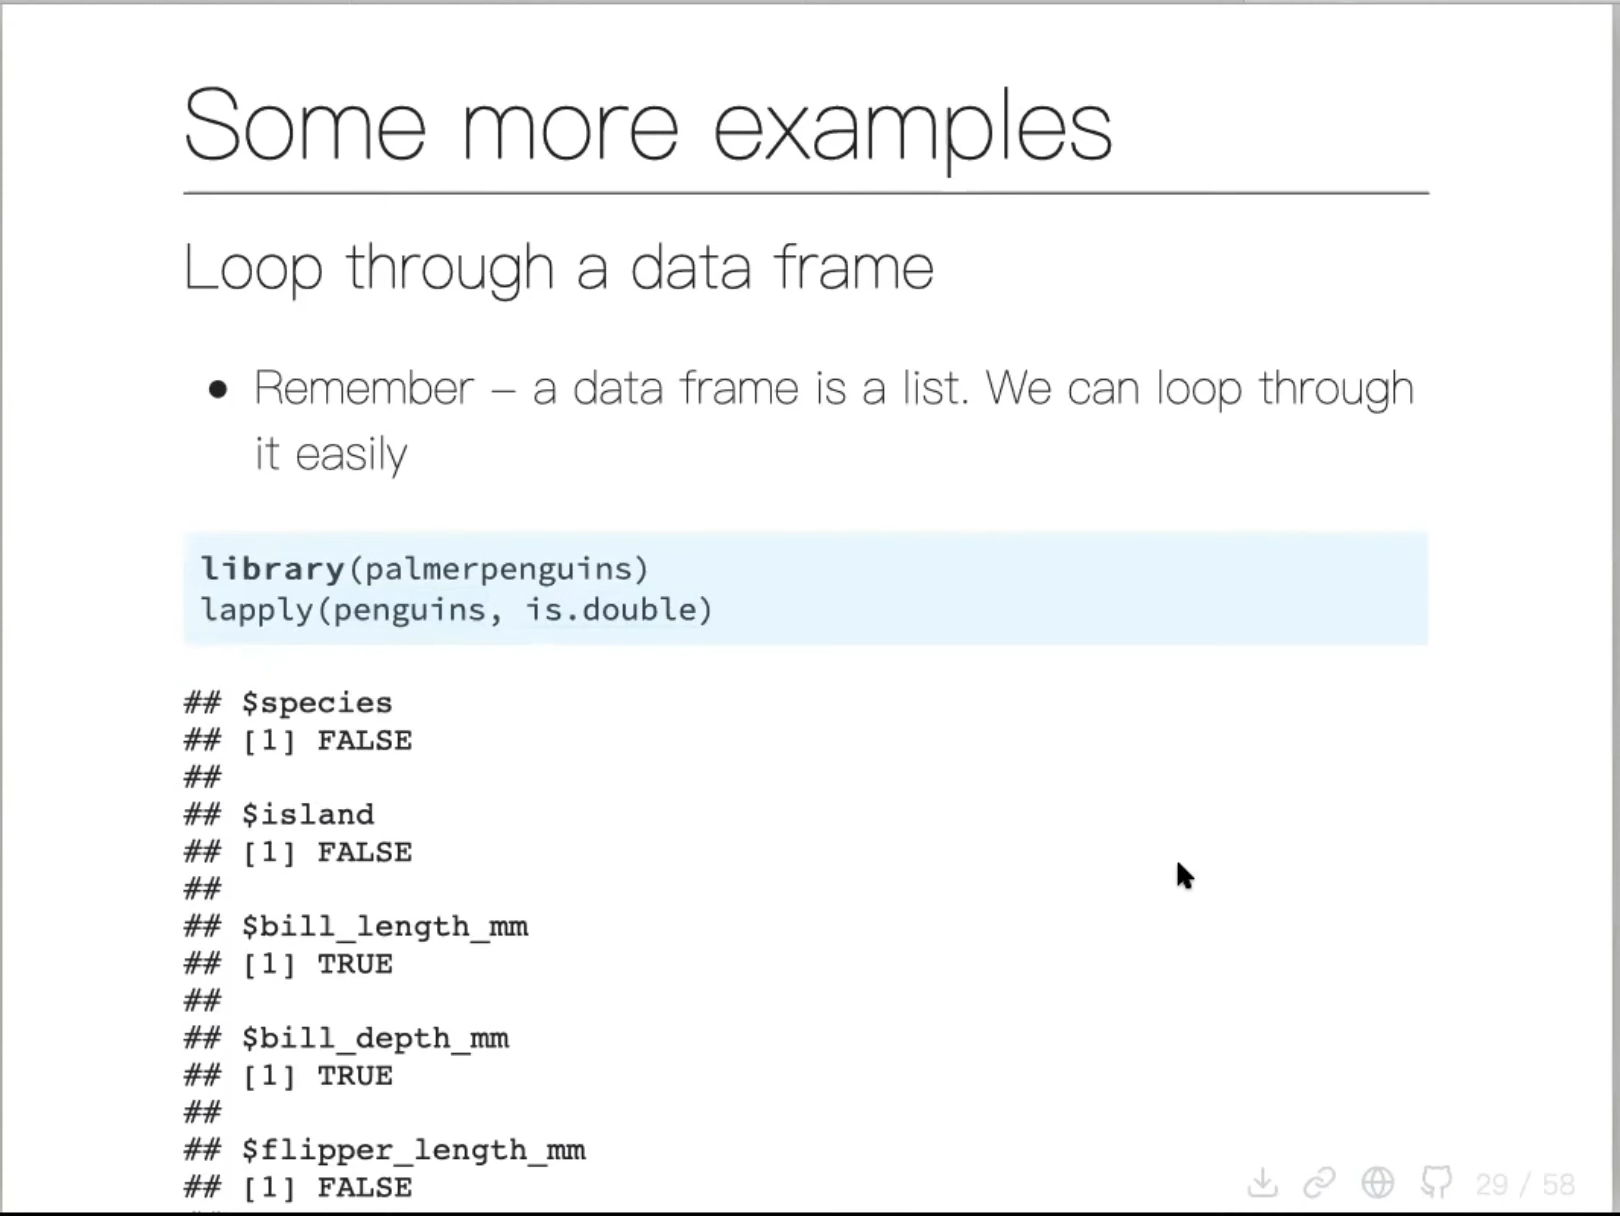 Some more examples
Loop through a data frame
● Remember – a data frame is a list. We can loop through
it easily
library(palmerpenguins)
lapply(penguins, is.double)
## $species
## [1] FALSE
##
## $island
## [1] FALSE
##
## $bill_length_mm
## [1] TRUE
##
## $bill_depth_mm
## [1] TRUE
##
## $flipper_length_mm
## [1] FALSE
29 / 58